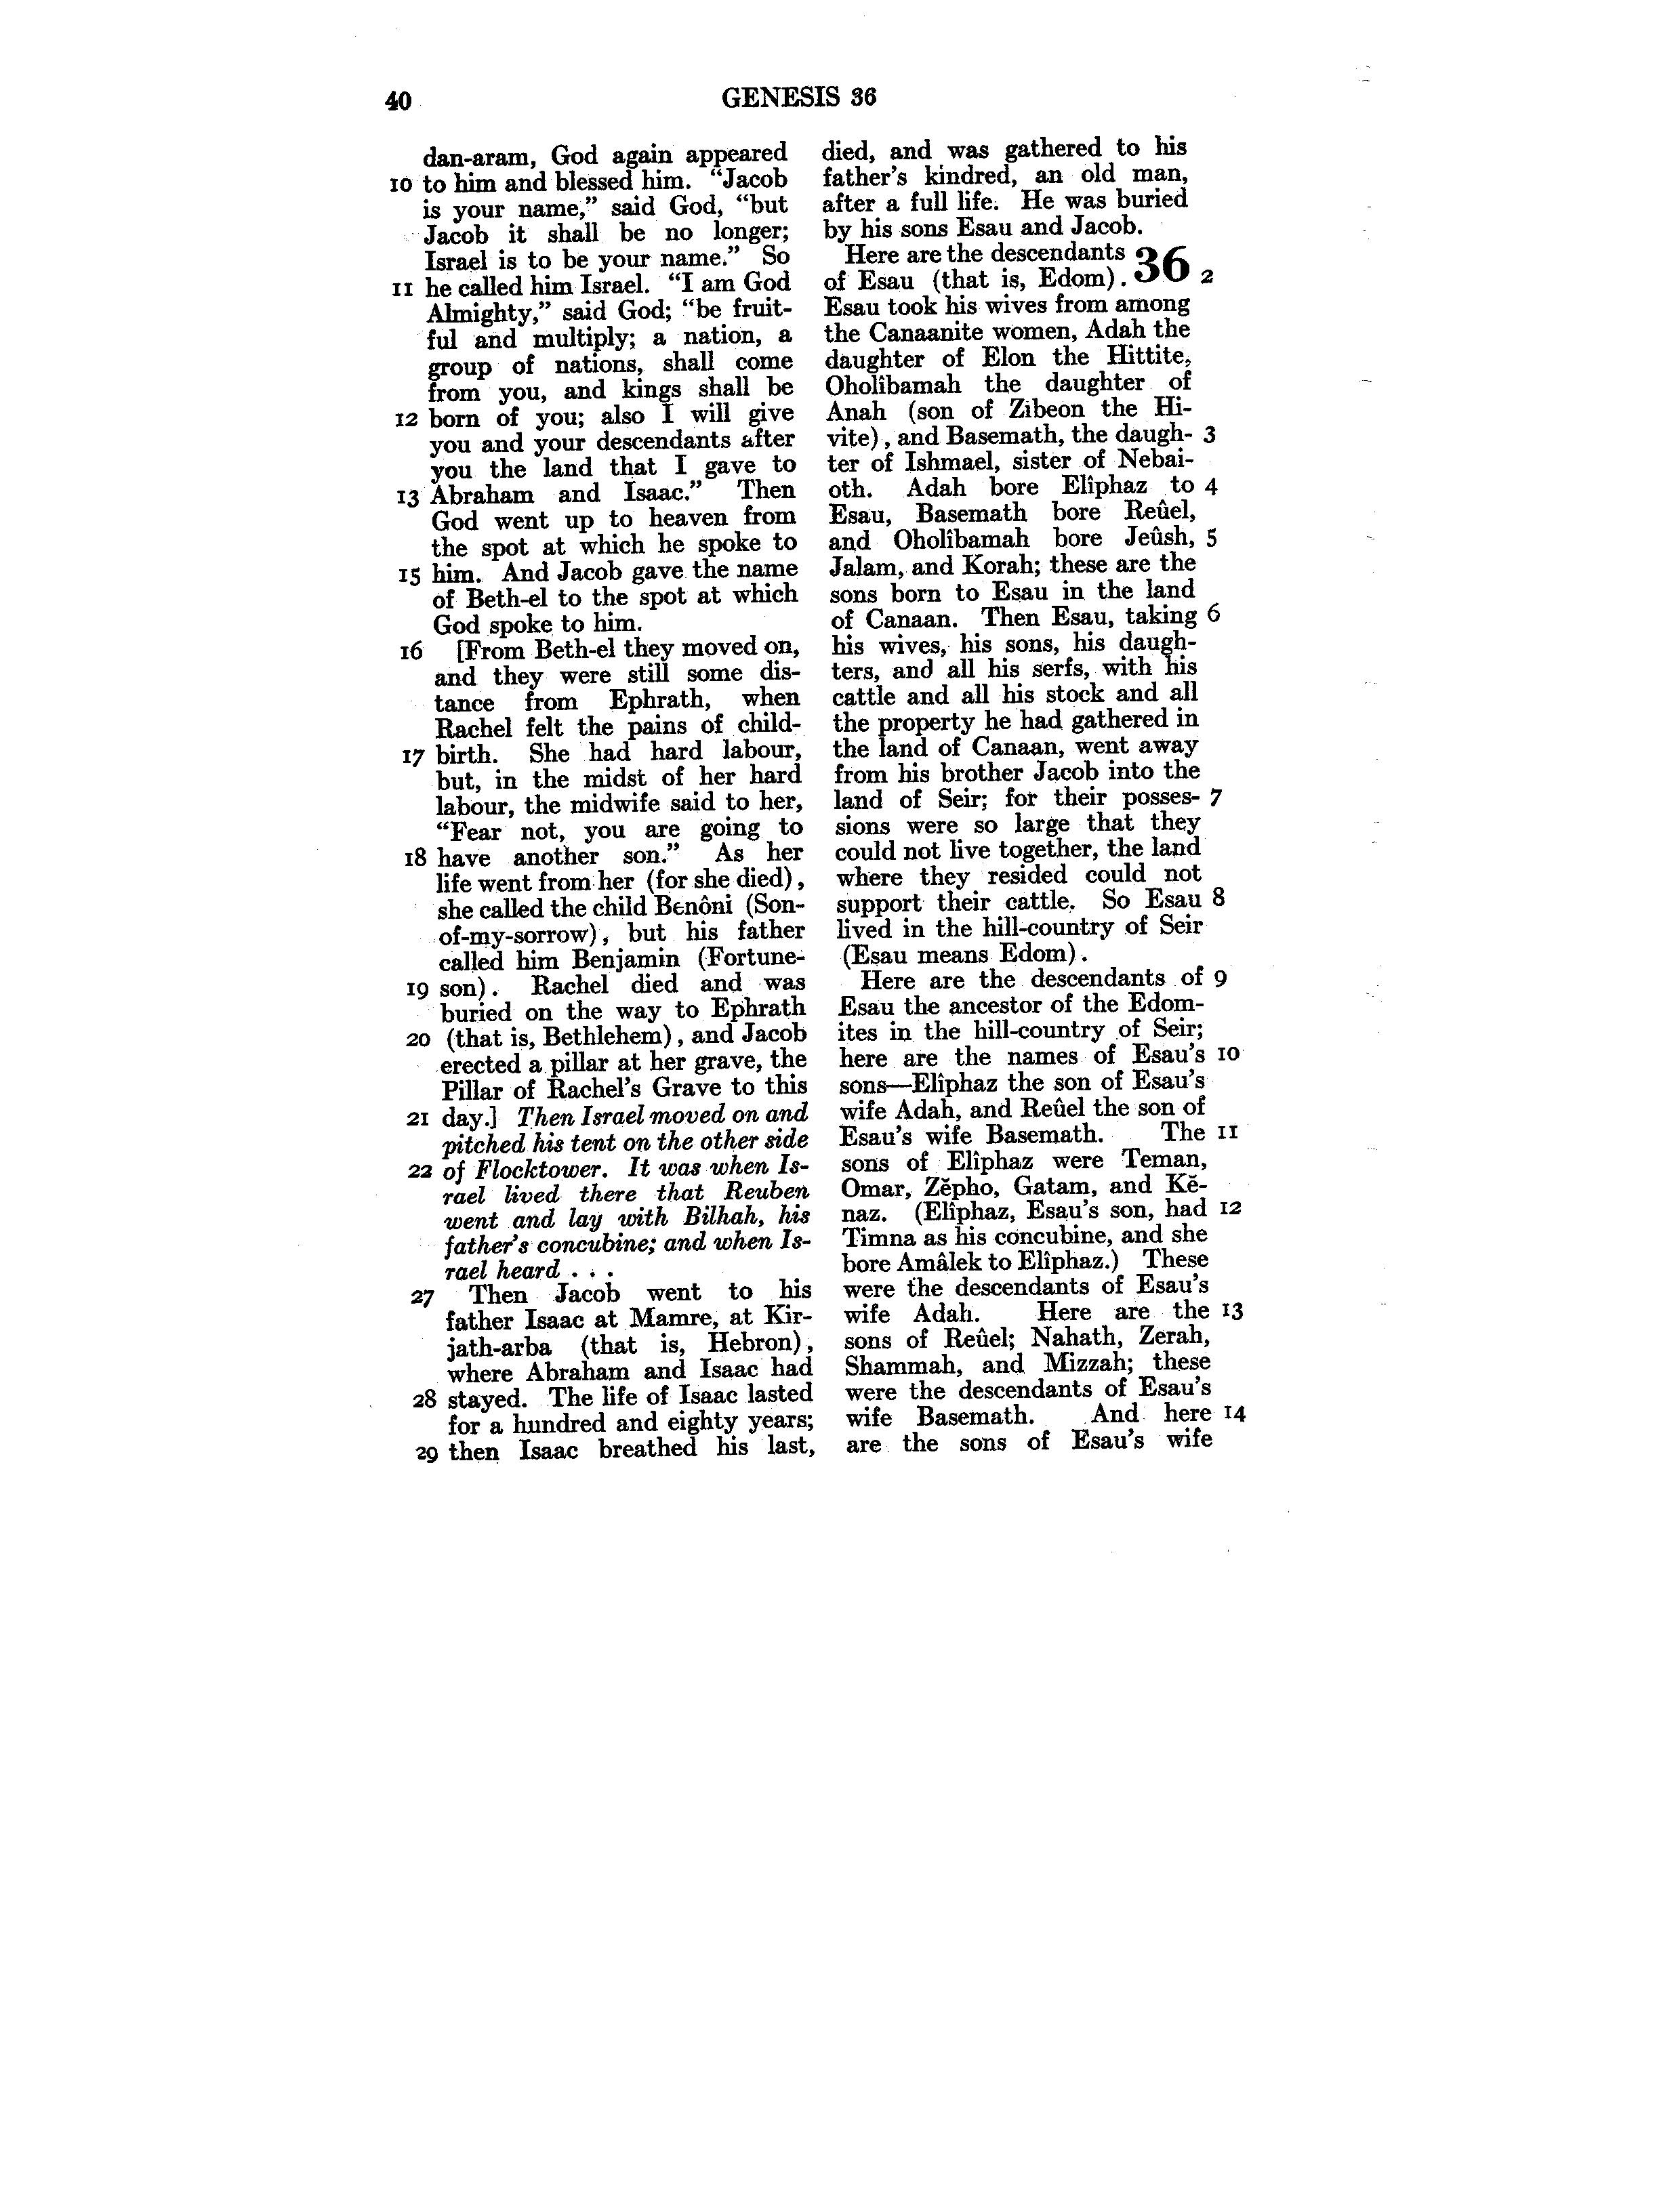 40
GENESIS 36
dan-aram, God again appeared
10 to him and blessed him. "Jacob
is your name," said God, "but
Jacob it shall be no longer;
Israel is to be your name." So
11 he called him Israel. "I am God
Almighty," said God; "be fruit-
ful and multiply; a nation, a
group of nations, shall come
from you, and kings shall be
12 born of you; also I will give
you and your descendants after
you the land that I gave to
13 Abraham and Isaac." Then
God went up to heaven from
the spot at which he spoke to
15 him. And Jacob gave the name
of Beth-el to the spot at which
God spoke to him.
16 [From Beth-el they moved on,
and they were still some dis-
tance from Ephrath, when
Rachel felt the pains of child-
17 birth. She had hard labour,
but, in the midst of her hard
labour, the midwife said to her,
"Fear not, you are going to
18 have another son." As her
life went from her (for she died),
she called the child Benôni (Son-
of-my-sorrow), but his father
called him Benjamin (Fortune-
19 son). Rachel died and was
buried on the way to Ephrath
20 (that is, Bethlehem), and Jacob
erected a pillar at her grave, the
Pillar of Rachel's Grave to this
21 day.] Then Israel moved on and
pitched his tent on the other side
22 of Flocktower. It was when Is-
rael lived there that Reuben
went and lay with Bilhah, his
father's concubine; and when Is-
rael heard . . .
27 Then Jacob went to his
father Isaac at Mamre, at Kir-
jath-arba (that is, Hebron),
where Abraham and Isaac had
28 stayed. The life of Isaac lasted
for a hundred and eighty years;
29 then Isaac breathed his last,
died, and was gathered to his
father's kindred, an old man,
after a full life. He was buried
by his sons Esau and Jacob.
Here are the descendants 36
of Esau (that is, Edom). 2
Esau took his wives from among
the Canaanite women, Adah the
daughter of Elon the Hittite,
Oholîbamah the daughter of
Anah (son of Zibeon the Hi-
vite), and Basemath, the daugh- 3
ter of Ishmael, sister of Nebai-
oth. Adah bore Elîphaz to 4
Esau, Basemath bore Reûel,
and Oholîbamah bore Jeûsh, 5
Jalam, and Korah; these are the
sons born to Esau in the land
of Canaan. Then Esau, taking 6
his wives, his sons, his daugh-
ters, and all his serfs, with his
cattle and all his stock and all
the property he had gathered in
the land of Canaan, went away
from his brother Jacob into the
land of Seir; for their posses- 7
sions were so large that they
could not live together, the land
where they resided could not
support their cattle. So Esau 8
lived in the hill-country of Seir
(Esau means Edom).
Here are the descendants of 9
Esau the ancestor of the Edom-
ites in the hill-country of Seir;
here are the names of Esau's 10
sons—Elîphaz the son of Esau's
wife Adah, and Reûel the son of
Esau's wife Basemath. The 11
sons of Elîphaz were Teman,
Omar, Zĕpho, Gatam, and Kĕ-
naz. (Elîphaz, Esau's son, had 12
Timna as his concubine, and she
bore Amâlek to Elîphaz.) These
were the descendants of Esau's
wife Adah. Here are the 13
sons of Reûel; Nahath, Zerah,
Shammah, and Mizzah; these
were the descendants of Esau's
wife Basemath. And here 14
are the sons of Esau's wife